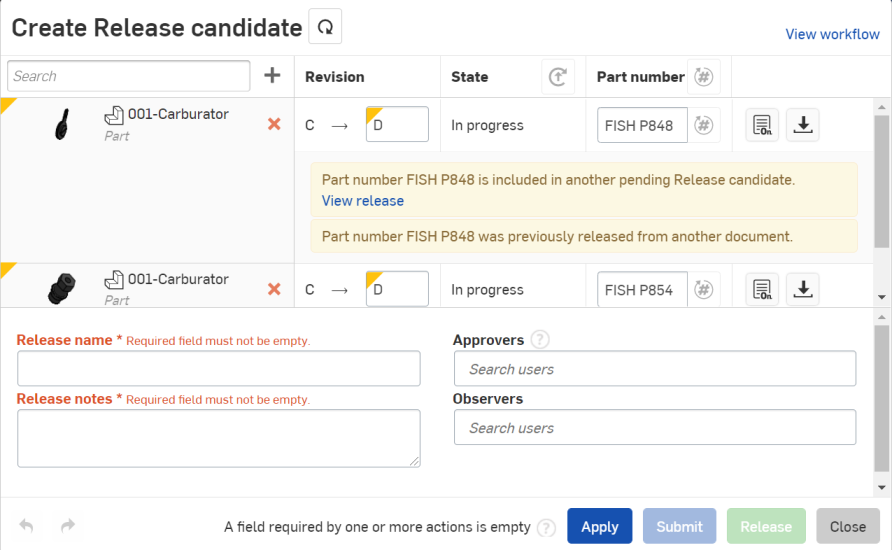 Create Release candidate
View workflow
Search
Revision
State
Part number
001-Carburator
Part
C → D
In progress
FISH P848
Part number FISH P848 is included in another pending Release candidate.
View release
Part number FISH P848 was previously released from another document.
001-Carburator
Part
C → D
In progress
FISH P854
Release name * Required field must not be empty.
Approvers ?
Search users
Release notes * Required field must not be empty.
Observers
Search users
A field required by one or more actions is empty ?
Apply
Submit
Release
Close